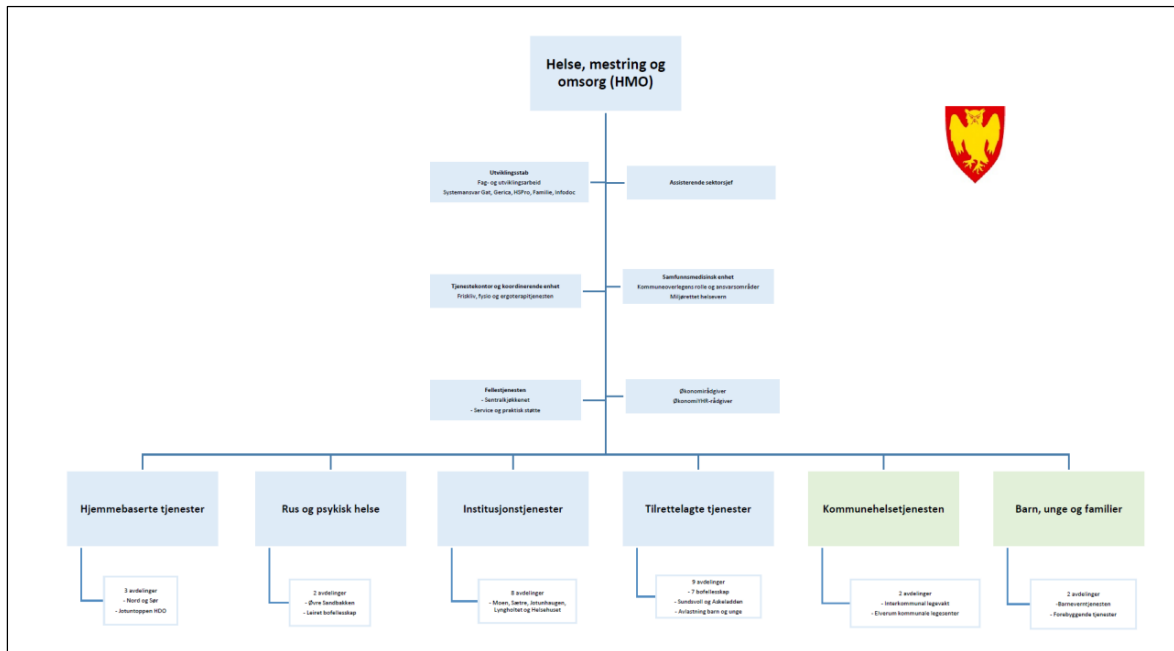 Helse, mestring og
omsorg (HMO)
Utviklingsstab
Fag- og utviklingsarbeid
Systemansvar Gat, Gerica, HSPro, Familie, Infodoc
Assisterende sektorsjef
Tjenestekontor og koordinerende enhet
Friskliv, fysio og ergoterapitjenesten
Samfunnsmedisinsk enhet
Kommuneoverlegens rolle og ansvarsområder
Miljørettet helsevern
Fellestjenesten
- Sentralkjøkkenet
- Service og praktisk støtte
Økonomirådgiver
Økonomi/HR-rådgiver
Hjemmebaserte tjenester
Rus og psykisk helse
Institusjonstjenester
Tilrettelagte tjenester
Kommunehelsetjenesten
Barn, unge og familier
3 avdelinger
- Nord og Sør
- Jotuntoppen HDO
2 avdelinger
- Øvre Sandbakken
- Leiret bofellesskap
8 avdelinger
- Moen, Sætre, Jotunhaugen,
Lyngholtet og Helsehuset
9 avdelinger
- 7 bofellesskap
- Sundsvoll og Askeladden
- Avlastning barn og unge
2 avdelinger
- Interkommunal legevakt
- Elverum kommunale legesenter
2 avdelinger
-Barneverntjenesten
- Forebyggende tjenester